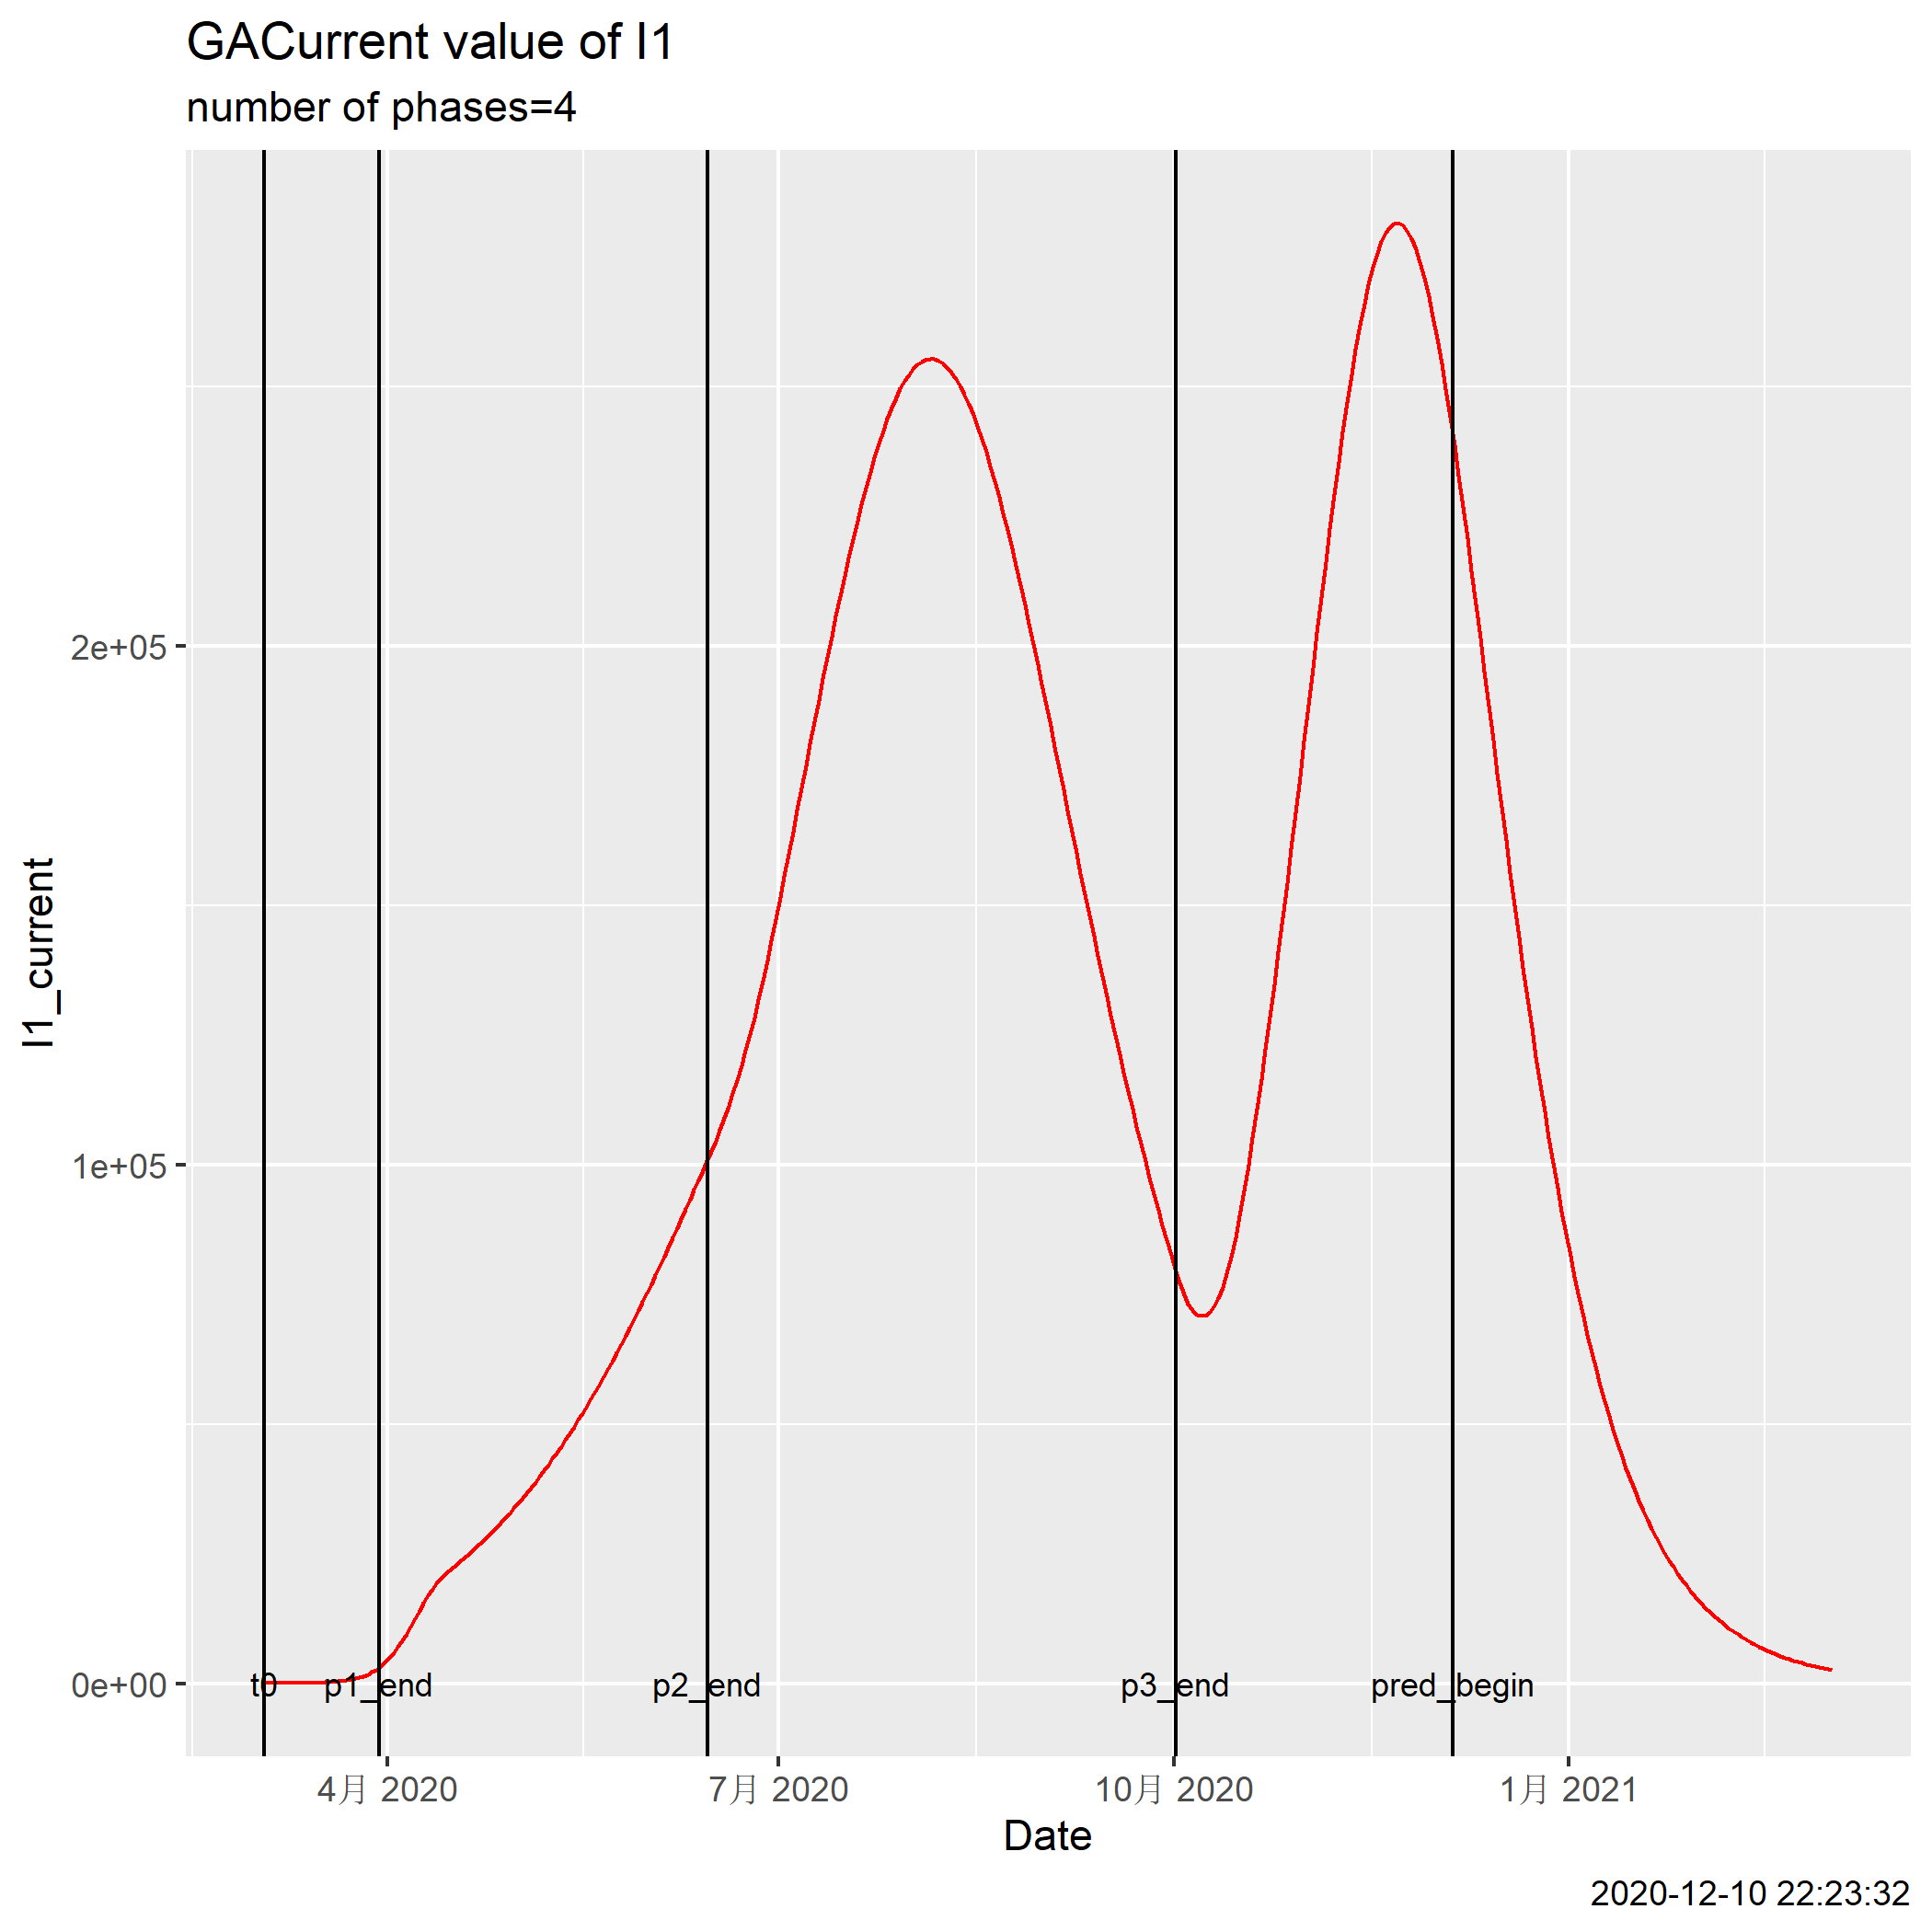 GACurrent value of I1
number of phases=4
I1_current
2e+05
1e+05
0e+00
t0 p1_end p2_end p3_end pred_begin
4月 2020 7月 2020 10月 2020 1月 2021
Date
2020-12-10 22:23:32